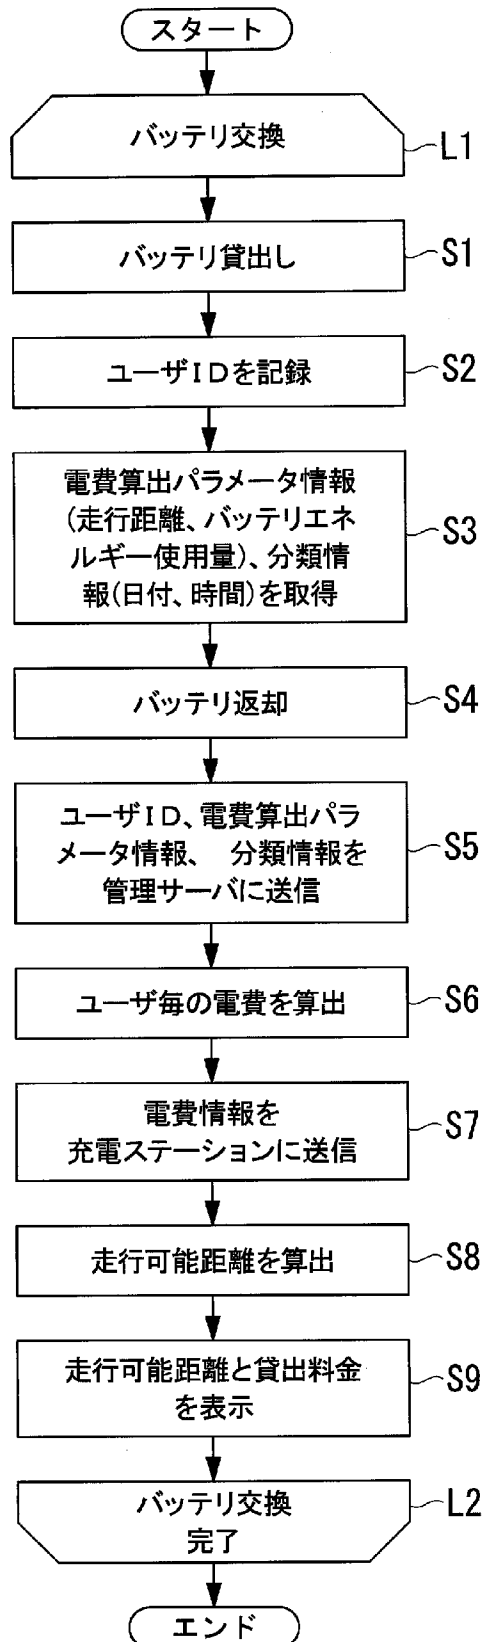 スタート
バッテリ交換
L1
バッテリ貸出し
S1
ユーザIDを記録
S2
電費算出パラメータ情報
(走行距離、バッテリエネ
ルギー使用量)、分類情
報(日付、時間)を取得
S3
バッテリ返却
S4
ユーザID、電費算出パラ
メータ情報、 分類情報を
管理サーバに送信
S5
ユーザ毎の電費を算出
S6
電費情報を
充電ステーションに送信
S7
走行可能距離を算出
S8
走行可能距離と貸出料金
を表示
S9
バッテリ交換
完了
L2
エンド